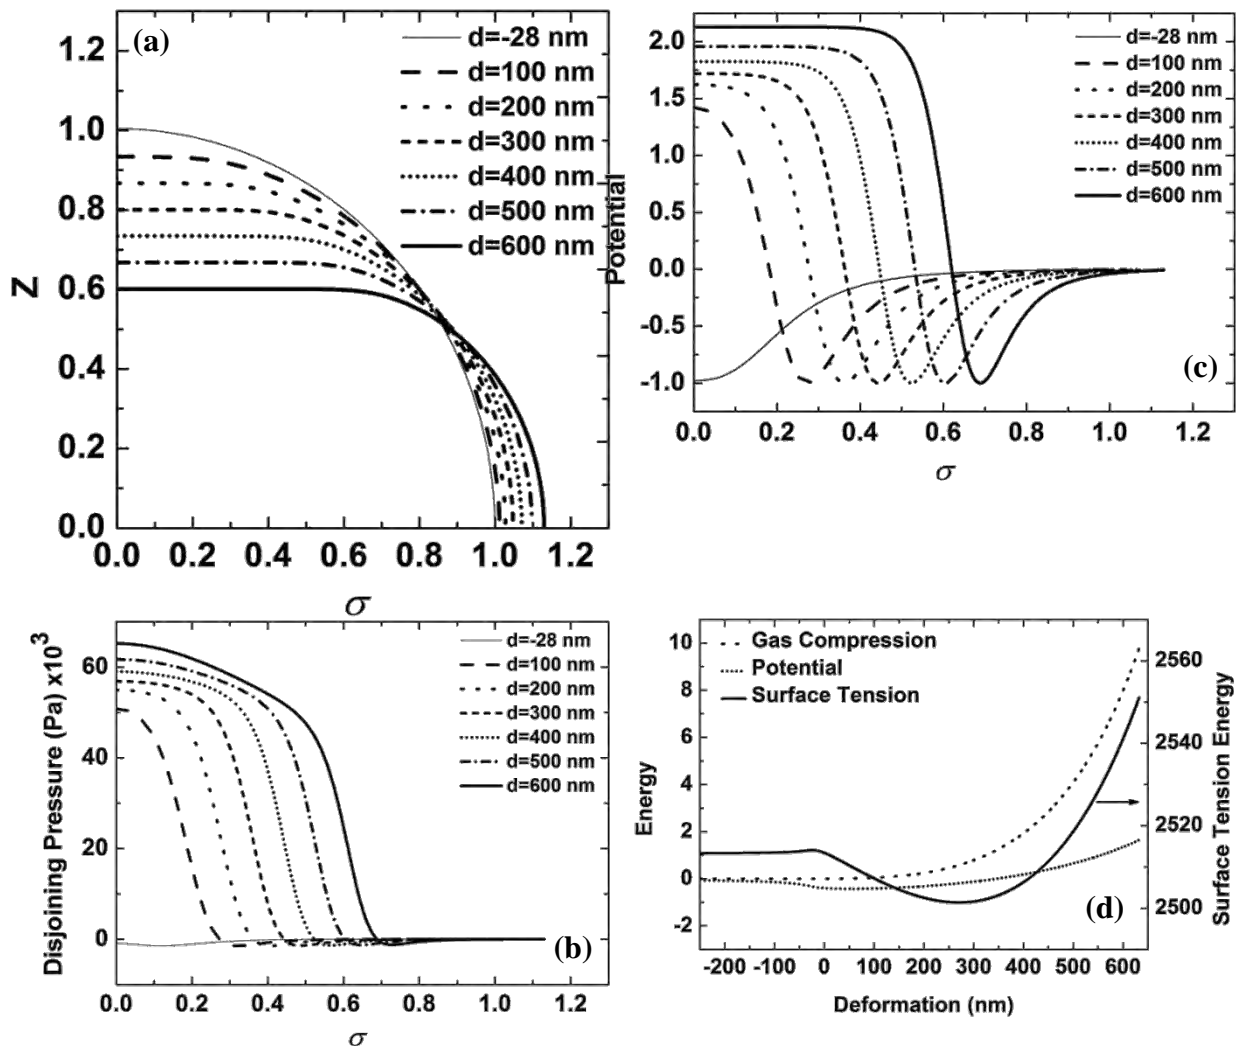 (a)
d=-28 nm
d=100 nm
d=200 nm
d=300 nm
d=400 nm
d=500 nm
d=600 nm
Z
1.2
1.0
0.8
0.6
0.4
0.2
0.0
0.0 0.2 0.4 0.6 0.8 1.0 1.2
σ
d=-28 nm
d=100 nm
d=200 nm
d=300 nm
d=400 nm
d=500 nm
d=600 nm
Potential
2.0
1.5
1.0
0.5
0.0
-0.5
-1.0
(c)
0.0 0.2 0.4 0.6 0.8 1.0 1.2
σ
d=-28 nm
d=100 nm
d=200 nm
d=300 nm
d=400 nm
d=500 nm
d=600 nm
Disjoining Pressure (Pa) x10³
60
40
20
0
(b)
0.0 0.2 0.4 0.6 0.8 1.0 1.2
σ
Gas Compression
Potential
Surface Tension
Energy
10
8
6
4
2
0
-2
Surface Tension Energy
2560
2540
2520
2500
(d)
-200 -100 0 100 200 300 400 500 600
Deformation (nm)